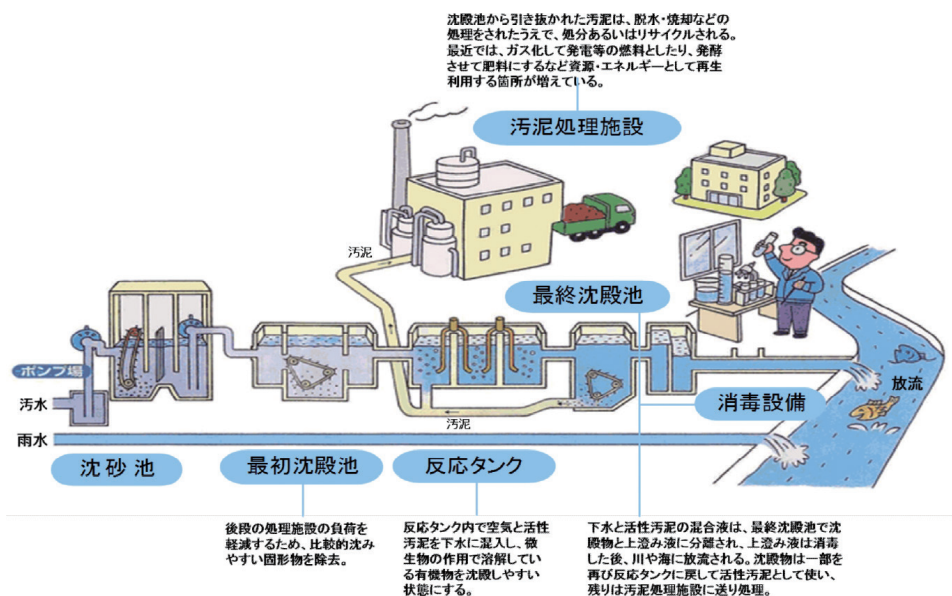 沈殿池から引き抜かれた汚泥は、脱水・焼却などの
処理をされたうえで、処分あるいはリサイクルされる。
最近では、ガス化して発電等の燃料としたり、発酵
させて肥料にするなど資源・エネルギーとして再生
利用する箇所が増えている。
汚泥処理施設
汚泥
最終沈殿池
ポンプ場
放流
汚水
消毒設備
汚泥
雨水
沈砂池
最初沈殿池
反応タンク
後段の処理施設の負荷を
軽減するため、比較的沈み
やすい固形物を除去。
反応タンク内で空気と活性
汚泥を下水に混入し、微
生物の作用で溶解している
有機物を沈殿しやすい
状態にする。
下水と活性汚泥の混合液は、最終沈殿池で沈
殿物と上澄み液に分離され、上澄み液は消毒
した後、川や海に放流される。沈殿物は一部を
再び反応タンクに戻して活性汚泥として使い、
残りは汚泥処理施設に送り処理。